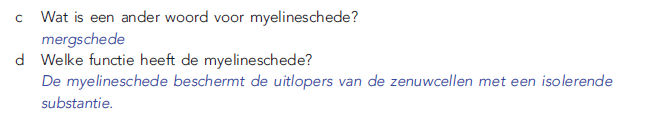 c Wat is een ander woord voor myelineschede?
mergschede
d Welke functie heeft de myelineschede?
De myelineschede beschermt de uitlopers van de zenuwcellen met een isolerende
substantie.